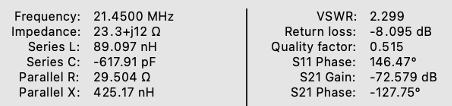 Frequency: 21.4500 MHz
Impedance: 23.3+j12 Ω
Series L: 89.097 nH
Series C: -617.91 pF
Parallel R: 29.504 Ω
Parallel X: 425.17 nH
VSWR: 2.299
Return loss: -8.095 dB
Quality factor: 0.515
S11 Phase: 146.47°
S21 Gain: -72.579 dB
S21 Phase: -127.75°